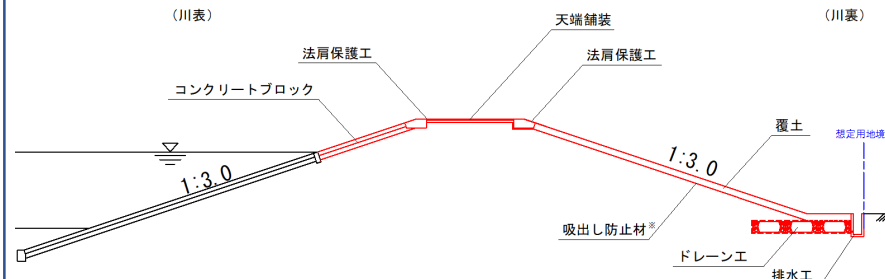 （川表）
天端舗装
（川裏）
法肩保護工
法肩保護工
コンクリートブロック
覆土
想定用地境
1:3.0
1:3.0
吸出し防止材※
ドレーン工
排水工